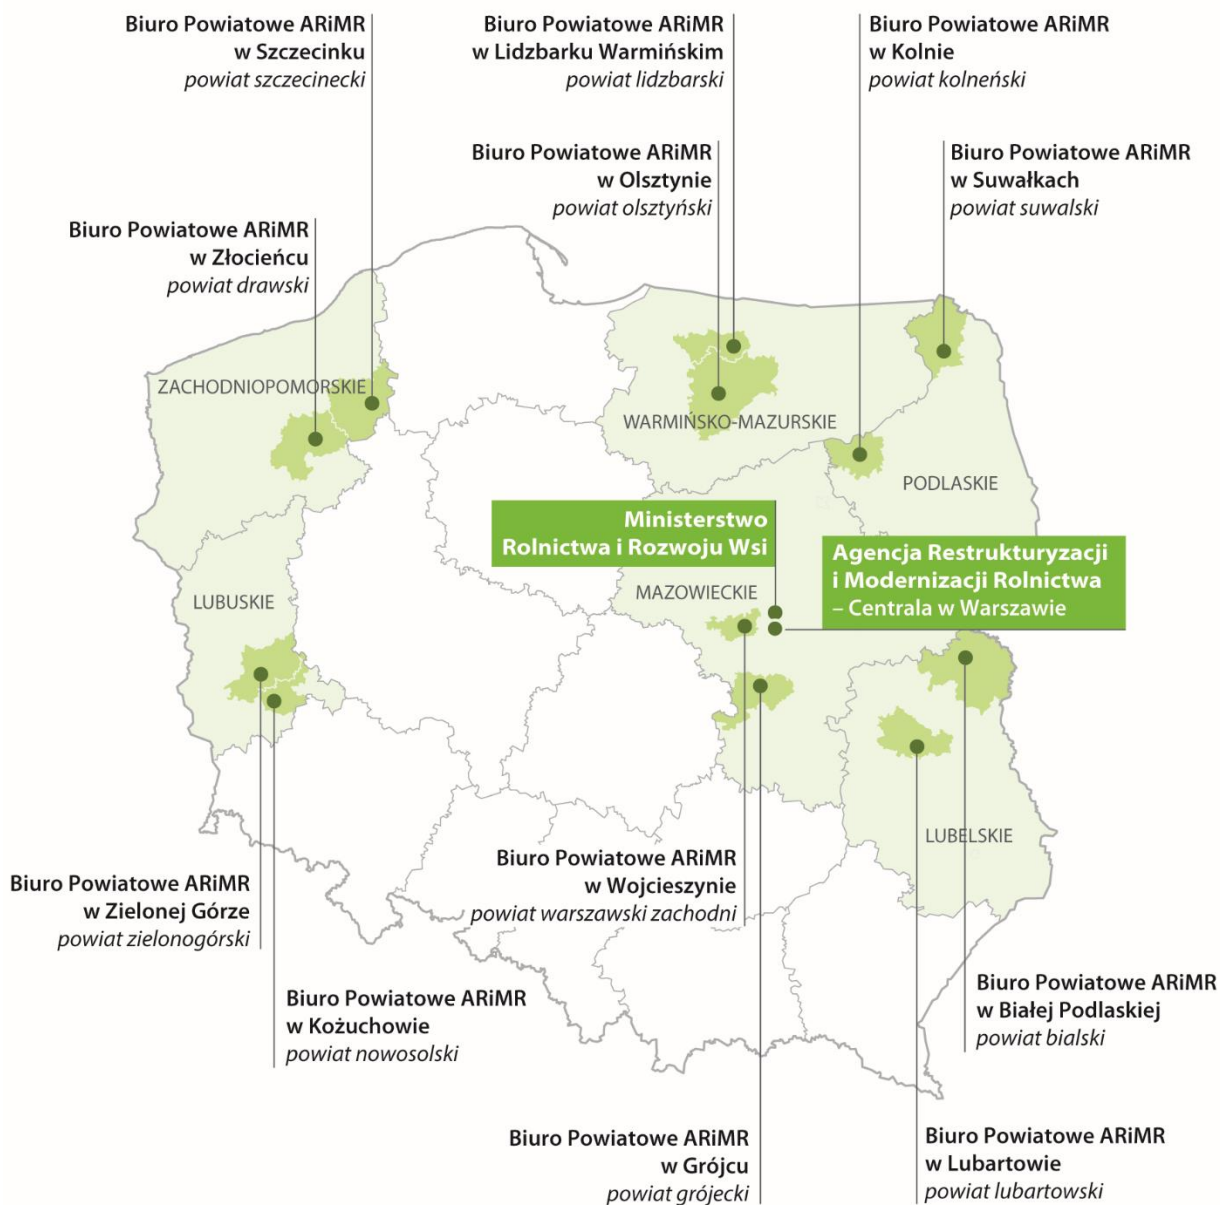 Biuro Powiatowe ARiMR
w Szczecinku
powiat szczecinecki
Biuro Powiatowe ARiMR
w Lidzbarku Warmińskim
powiat lidzbarski
Biuro Powiatowe ARiMR
w Kolnie
powiat kolneński
Biuro Powiatowe ARiMR
w Olsztynie
powiat olsztyński
Biuro Powiatowe ARiMR
w Suwałkach
powiat suwalski
Biuro Powiatowe ARiMR
w Złocieńcu
powiat drawski
ZACHODNIOPOMORSKIE
WARMIŃSKO-MAZURSKIE
PODLASKIE
Ministerstwo
Rolnictwa i Rozwoju Wsi
Agencja Restrukturyzacji
i Modernizacji Rolnictwa
– Centrala w Warszawie
MAZOWIECKIE
LUBUSKIE
LUBELSKIE
Biuro Powiatowe ARiMR
w Wojcieszynie
powiat warszawski zachodni
Biuro Powiatowe ARiMR
w Zielonej Górze
powiat zielonogórski
Biuro Powiatowe ARiMR
w Kożuchowie
powiat nowosolski
Biuro Powiatowe ARiMR
w Białej Podlaskiej
powiat bialski
Biuro Powiatowe ARiMR
w Grójcu
powiat grójecki
Biuro Powiatowe ARiMR
w Lubartowie
powiat lubartowski